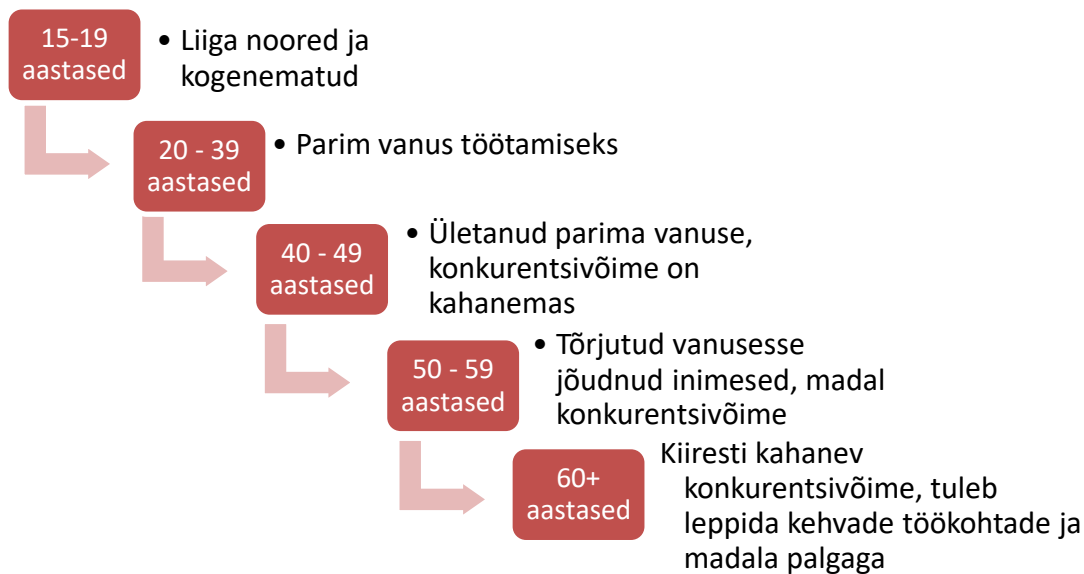 15-19
aastased
• Liiga noored ja
kogenematud
20 - 39
aastased
• Parim vanus töötamiseks
40 - 49
aastased
• Ületanud parima vanuse,
konkurentsivõime on
kahanemas
50 - 59
aastased
• Tõrjutud vanusesse
jõudnud inimesed, madal
konkurentsivõime
60+
aastased
Kiiresti kahanev
konkurentsivõime, tuleb
leppida kehvade töökohtade ja
madala palgaga